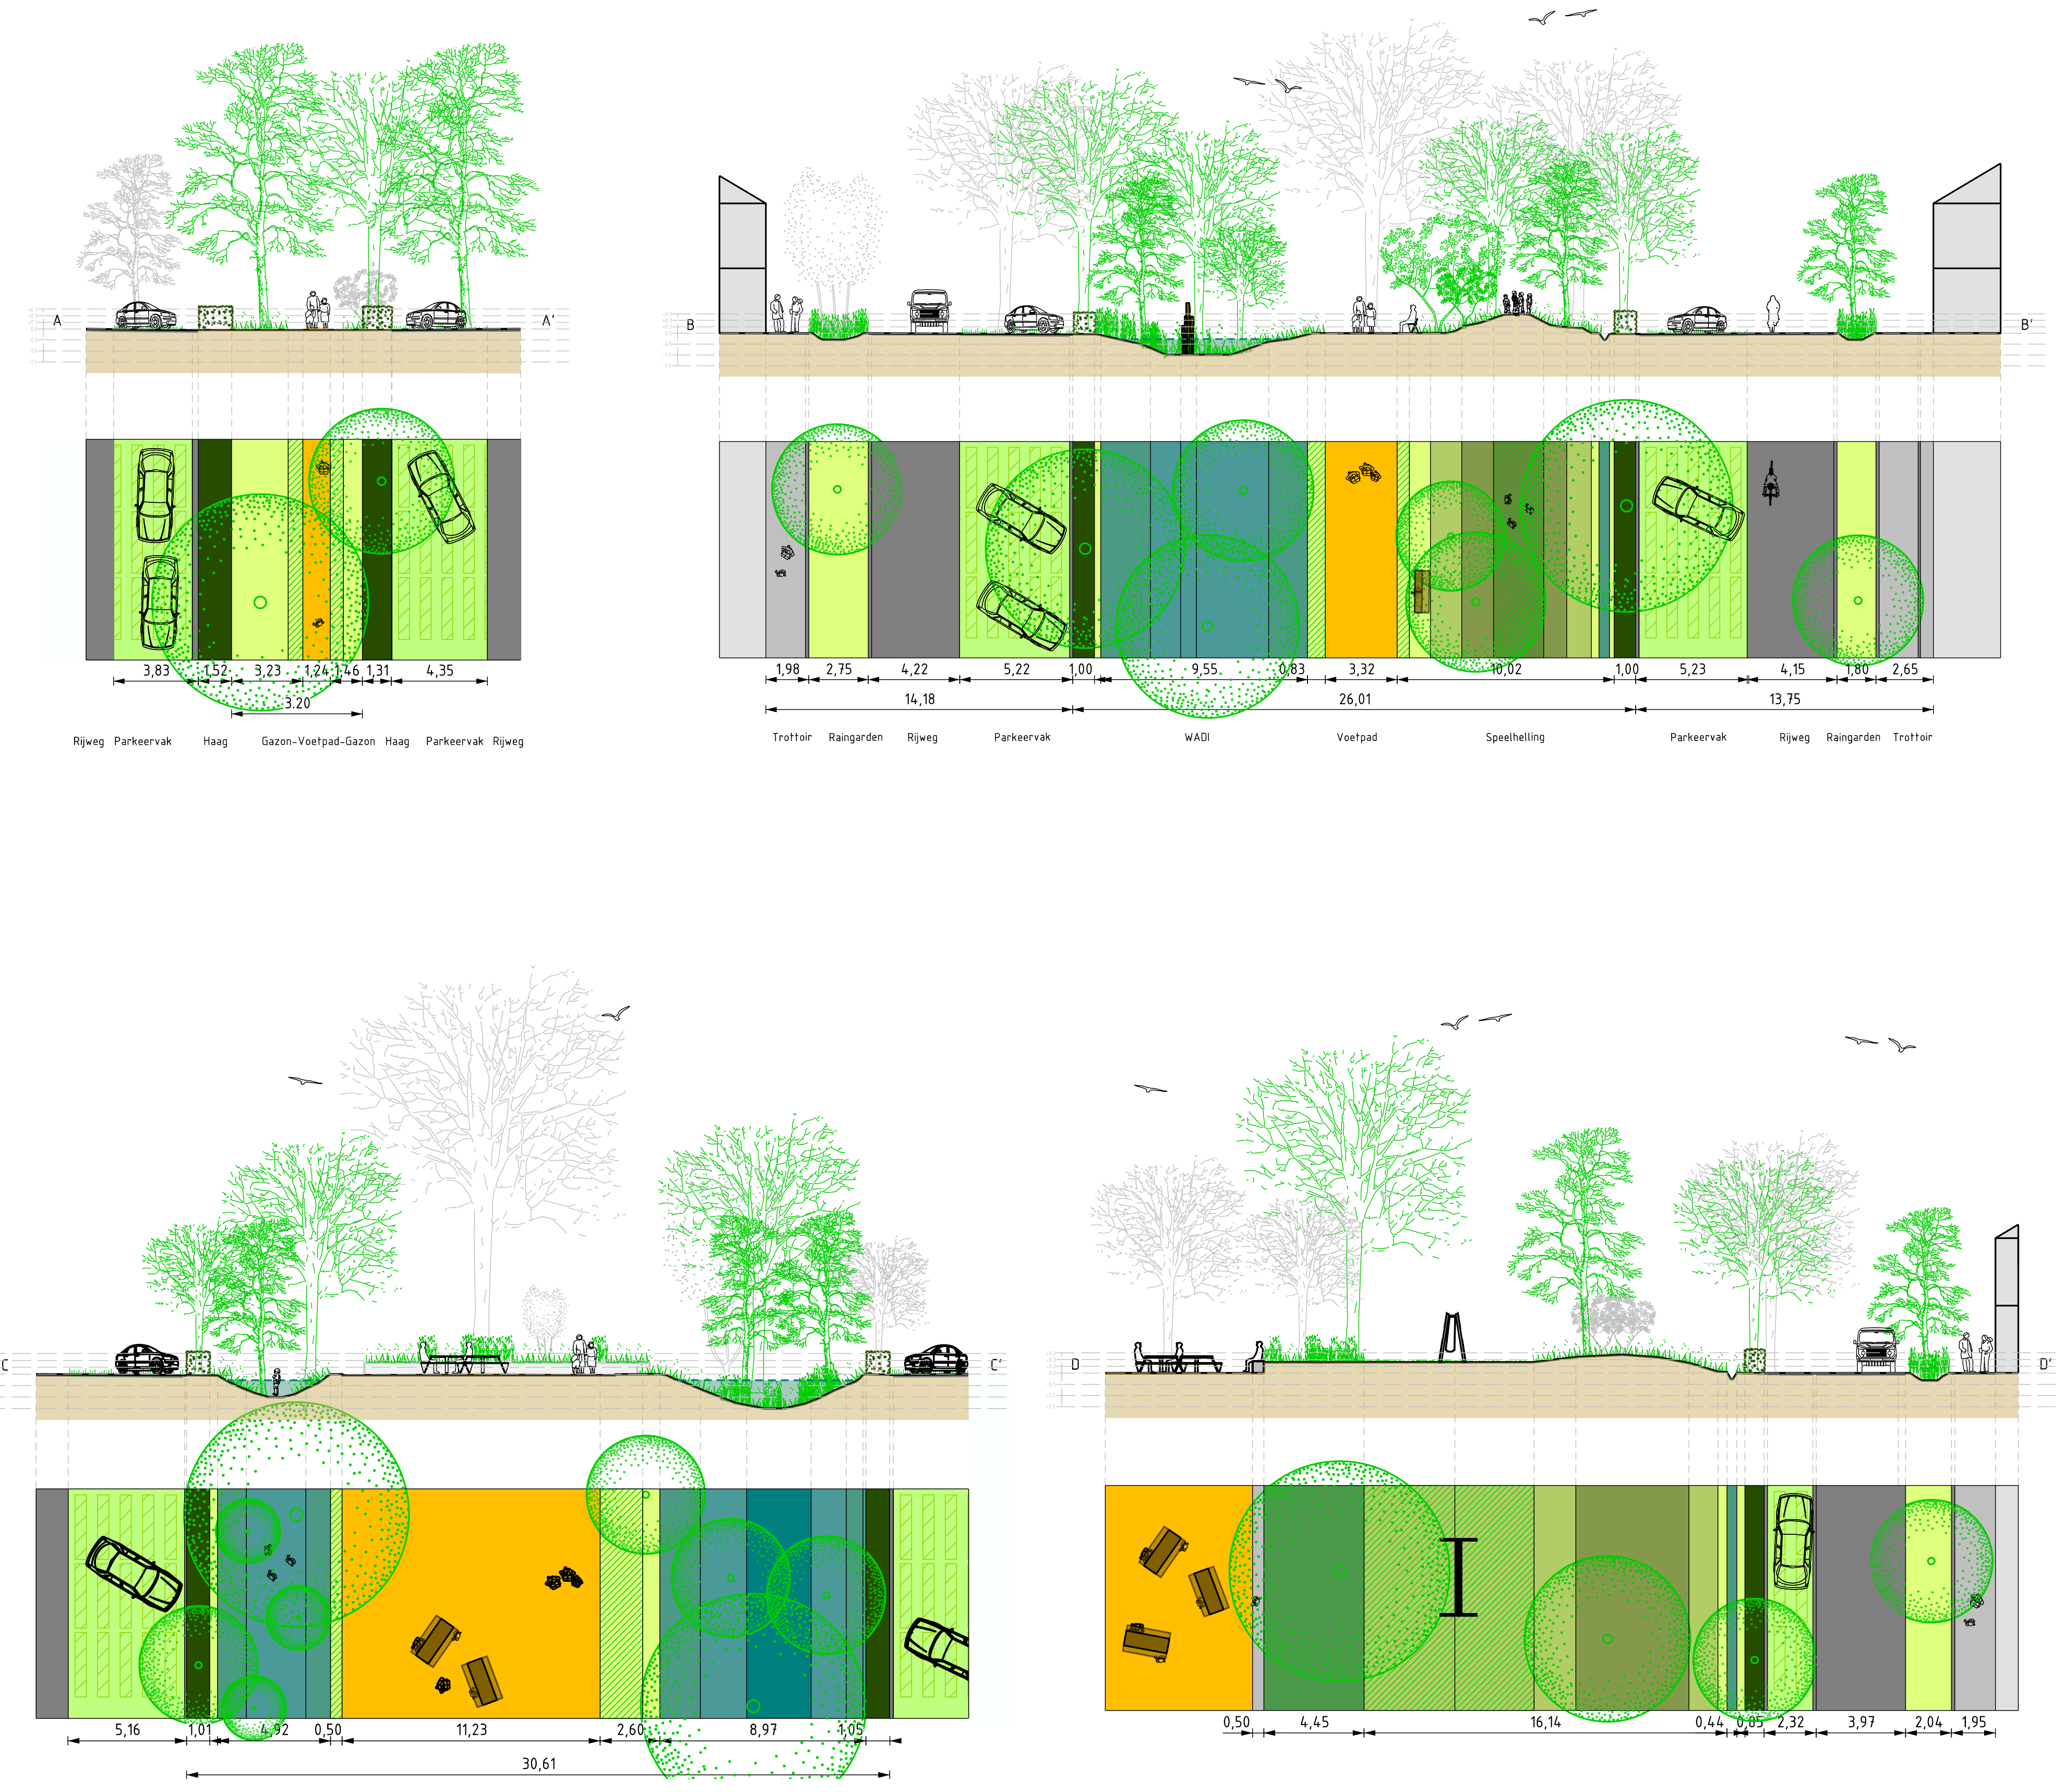 A A'
3,83 1,52 3,23 1,24 1,46 1,31 4,35
3.20
Rijweg Parkeervak Haag Gazon-Voetpad-Gazon Haag Parkeervak Rijweg
B B'
1,98 2,75 4,22 5,22 1,00 9,55 0,83 3,32 10,02 1,00 5,23 4,15 1,80 2,65
14,18 26,01 13,75
Trottoir Raingarden Rijweg Parkeervak WADI Voetpad Speelhelling Parkeervak Rijweg Raingarden Trottoir
C C'
5,16 1,01 4,92 0,50 11,23 2,60 8,97 1,05
30,61
D D'
0,50 4,45 16,14 0,44 0,85 2,32 3,97 2,04 1,95